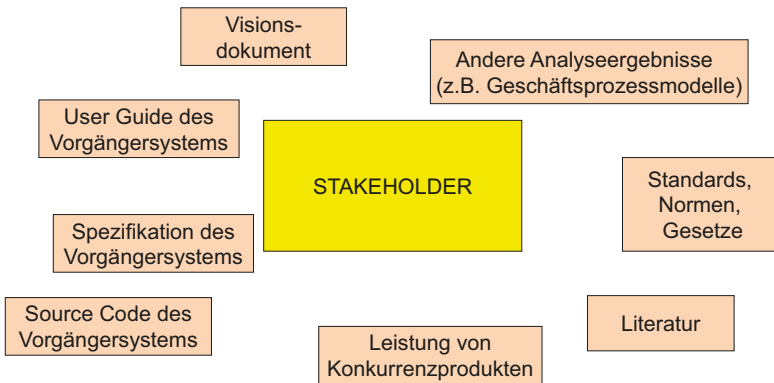 Visions-
dokument
Andere Analyseergebnisse
(z.B. Geschäftsprozessmodelle)
User Guide des
Vorgängersystems
STAKEHOLDER
Standards,
Normen,
Gesetze
Spezifikation des
Vorgängersystems
Source Code des
Vorgängersystems
Literatur
Leistung von
Konkurrenzprodukten